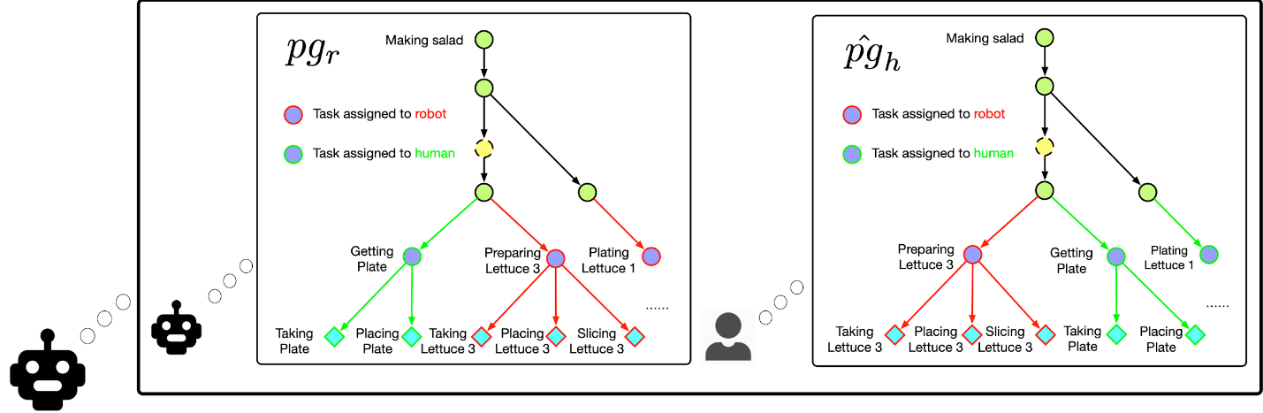 Making salad
pg_r
Task assigned to robot
Task assigned to human
Getting
Plate
Preparing
Lettuce 3
Plating
Lettuce 1
......
Taking
Plate
Placing
Plate
Taking
Lettuce 3
Placing
Lettuce 3
Slicing
Lettuce 3
Making salad
p̂g_h
Task assigned to robot
Task assigned to human
Preparing
Lettuce 3
Getting
Plate
Plating
Lettuce 1
......
Taking
Lettuce 3
Placing
Lettuce 3
Slicing
Lettuce 3
Taking
Plate
Placing
Plate